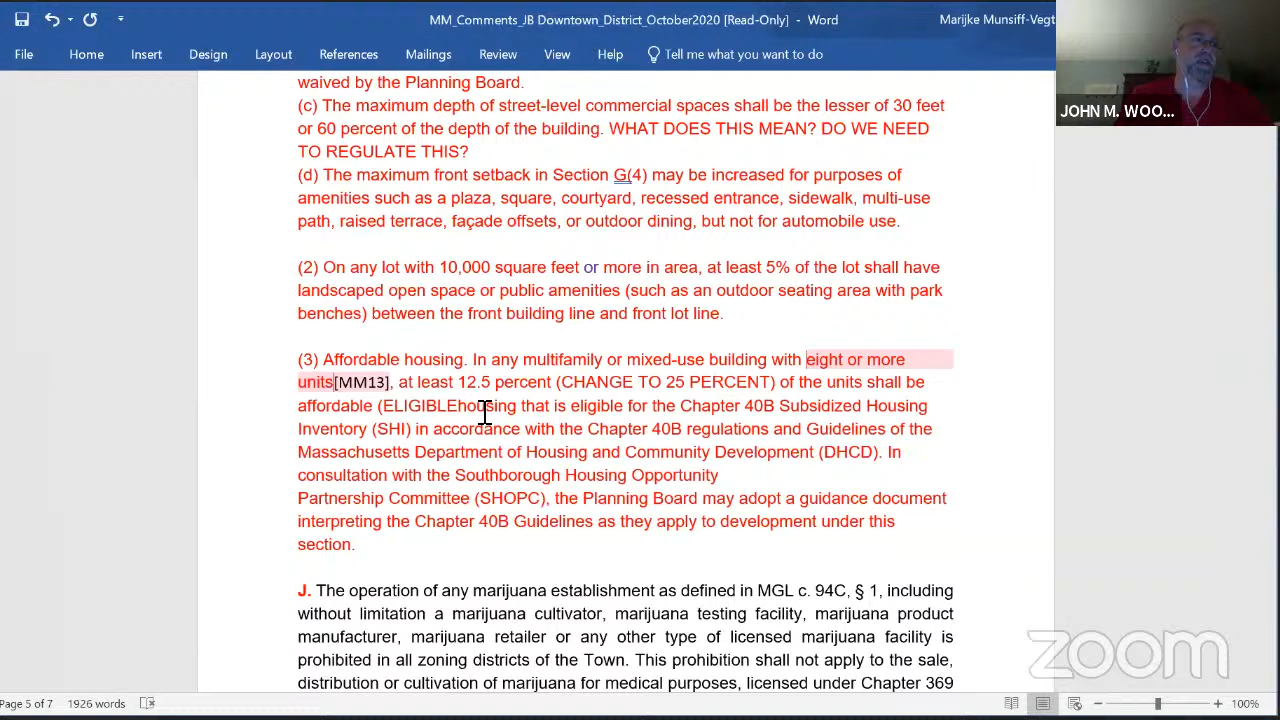 MM_Comments_JB Downtown_District_October2020 [Read-Only] - Word
Marijke Munsiff-Vegt
File Home Insert Layout References Mailings Review View Help Tell me what you want to do
JOHN M. WOO...
waived by the Planning Board.
(c) The maximum depth of street-level commercial spaces shall be the lesser of 30 feet
or 60 percent of the depth of the building. WHAT DOES THIS MEAN? DO WE NEED
TO REGULATE THIS?
(d) The maximum front setback in Section G(4) may be increased for purposes of
amenities such as a plaza, square, courtyard, recessed entrance, sidewalk, multi-use
path, raised terrace, façade offsets, or outdoor dining, but not for automobile use.
(2) On any lot with 10,000 square feet or more in area, at least 5% of the lot shall have
landscaped open space or public amenities (such as an outdoor seating area with park
benches) between the front building line and front lot line.
(3) Affordable housing. In any multifamily or mixed-use building with eight or more
units[MM13], at least 12.5 percent (CHANGE TO 25 PERCENT) of the units shall be
affordable (ELIGIBLEhousing that is eligible for the Chapter 40B Subsidized Housing
Inventory (SHI) in accordance with the Chapter 40B regulations and Guidelines of the
Massachusetts Department of Housing and Community Development (DHCD). In
consultation with the Southborough Housing Opportunity
Partnership Committee (SHOPC), the Planning Board may adopt a guidance document
interpreting the Chapter 40B Guidelines as they apply to development under this
section.
J. The operation of any marijuana establishment as defined in MGL c. 94C, § 1, including
without limitation a marijuana cultivator, marijuana testing facility, marijuana product
manufacturer, marijuana retailer or any other type of licensed marijuana facility is
prohibited in all zoning districts of the Town. This prohibition shall not apply to the sale,
distribution or cultivation of marijuana for medical purposes, licensed under Chapter 369
zoom
Page 5 of 7 1926 words
100%